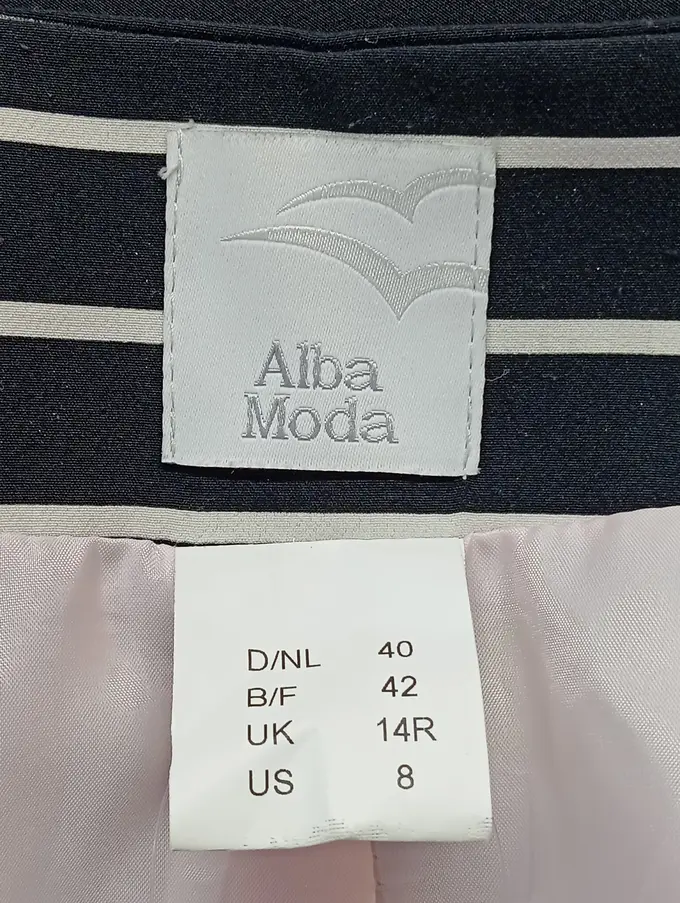 Alba
Moda
D/NL 40
B/F 42
UK 14R
US 8